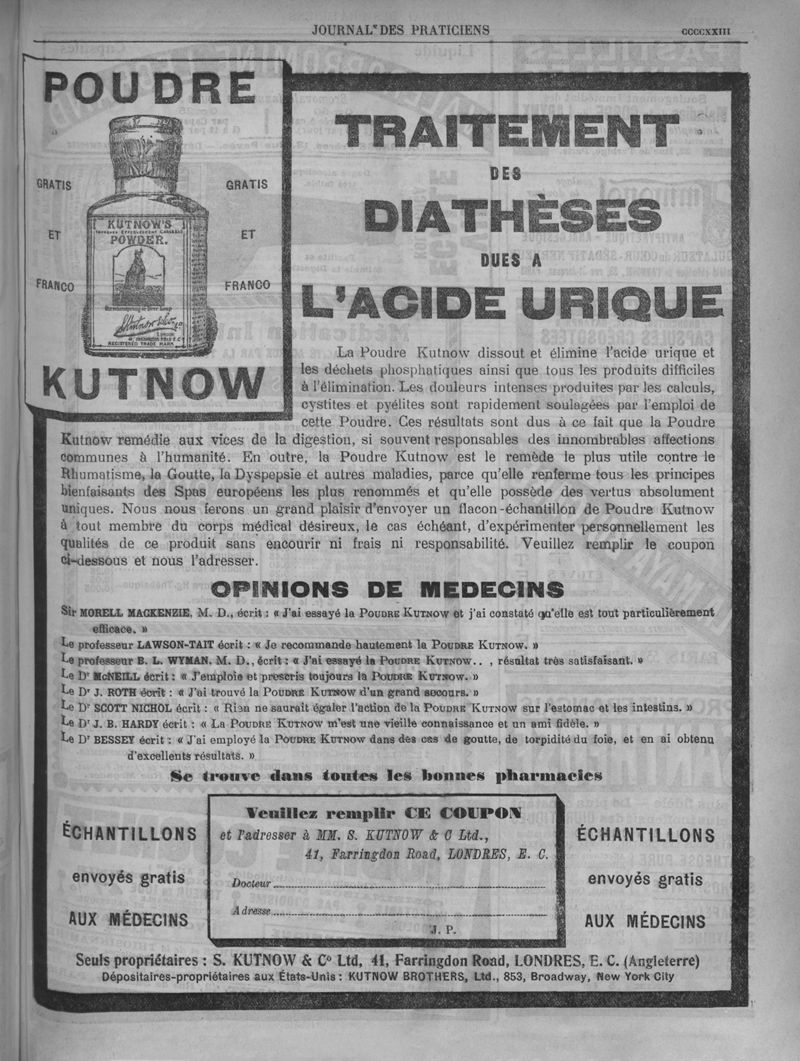 JOURNAL DES PRATICIENS
CCCCXXIII
POUDRE
GRATIS
ET
FRANCO
GRATIS
ET
FRANCO
KUTNOW'S
IMPROVED EFFERVESCENT CARLSBAD
POWDER.
REGISTERED TRADE MARK
KUTNOW
TRAITEMENT
DES
DIATHÈSES
DUES A
L'ACIDE URIQUE
La Poudre Kutnow dissout et élimine l'acide urique et
les déchets phosphatiques ainsi que tous les produits difficiles
à l'élimination. Les douleurs intenses produites par les calculs,
cystites et pyélites sont rapidement soulagées par l'emploi de
cette Poudre. Ces résultats sont dus à ce fait que la Poudre
Kutnow remédie aux vices de la digestion, si souvent responsables des innombrables affections
communes à l'humanité. En outre, la Poudre Kutnow est le remède le plus utile contre le
Rhumatisme, la Goutte, la Dyspepsie et autres maladies, parce qu'elle renferme tous les principes
bienfaisants des Spas européens les plus renommés et qu'elle possède des vertus absolument
uniques. Nous nous ferons un grand plaisir d'envoyer un flacon-échantillon de Poudre Kutnow
à tout membre du corps médical désireux, le cas échéant, d'expérimenter personnellement les
qualités de ce produit sans encourir ni frais ni responsabilité. Veuillez remplir le coupon
ci-dessous et nous l'adresser.
OPINIONS DE MEDECINS
Sir MORELL MACKENZIE, M. D., écrit : « J'ai essayé la POUDRE KUTNOW et j'ai constaté qu'elle est tout particulièrement
efficace. »
Le professeur LAWSON-TAIT écrit : « Je recommande hautement la POUDRE KUTNOW. »
Le professeur B. L. WYMAN, M. D., écrit : « J'ai essayé la POUDRE KUTNOW.. , résultat très satisfaisant. »
Le Dr MCNEILL écrit : « J'emploie et prescris toujours la POUDRE KUTNOW. »
Le Dr J. ROTH écrit : « J'ai trouvé la POUDRE KUTNOW d'un grand secours. »
Le Dr SCOTT NICHOL écrit : « Rien ne saurait égaler l'action de la POUDRE KUTNOW sur l'estomac et les intestins. »
Le Dr J. B. HARDY écrit : « La POUDRE KUTNOW m'est une vieille connaissance et un ami fidèle. »
Le Dr BESSEY écrit : « J'ai employé la POUDRE KUTNOW dans des cas de goutte, de torpidité du foie, et en ai obtenu
d'excellents résultats. »
Se trouve dans toutes les bonnes pharmacies
ÉCHANTILLONS
envoyés gratis
AUX MÉDECINS
Veuillez remplir CE COUPON
et l'adresser à MM. S. KUTNOW & C Ltd.,
41, Farringdon Road, LONDRES, E. C.
Docteur
Adresse
J. P.
ÉCHANTILLONS
envoyés gratis
AUX MÉDECINS
Seuls propriétaires : S. KUTNOW & Co Ltd, 41, Farringdon Road, LONDRES, E. C. (Angleterre)
Dépositaires-propriétaires aux États-Unis : KUTNOW BROTHERS, Ltd., 853, Broadway, New York City